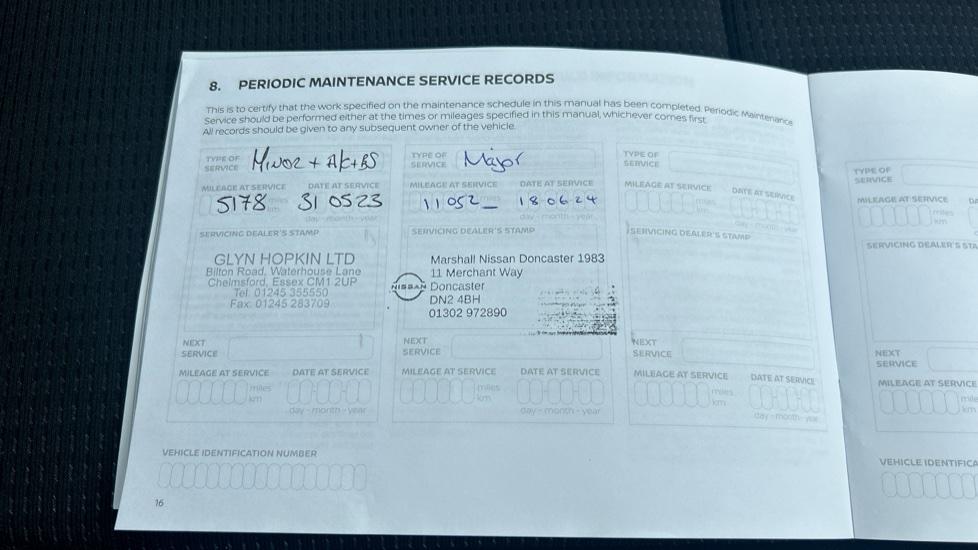 8. PERIODIC MAINTENANCE SERVICE RECORDS
This is to certify that the work specified on the maintenance schedule in this manual has been completed. Periodic Maintenance
Service should be performed either at the times or mileages specified in this manual, whichever comes first.
All records should be given to any subsequent owner of the vehicle.
TYPE OF SERVICE Minor + A/C + BS
MILEAGE AT SERVICE DATE AT SERVICE
5178 miles km 31 05 23
day - month - year
SERVICING DEALER'S STAMP
GLYN HOPKIN LTD
Bilton Road, Waterhouse Lane
Chelmsford, Essex CM1 2UP
Tel: 01245 355550
Fax: 01245 283709
NEXT
SERVICE
MILEAGE AT SERVICE DATE AT SERVICE
miles
km
day - month - year
TYPE OF SERVICE Major
MILEAGE AT SERVICE DATE AT SERVICE
11052 miles km 18 06 24
day - month - year
SERVICING DEALER'S STAMP
Marshall Nissan Doncaster 1983
11 Merchant Way
NISSAN Doncaster
DN2 4BH
01302 972890
NEXT
SERVICE
MILEAGE AT SERVICE DATE AT SERVICE
miles
km
day - month - year
TYPE OF
SERVICE
MILEAGE AT SERVICE DATE AT SERVICE
miles
km
day - month - year
SERVICING DEALER'S STAMP
NEXT
SERVICE
MILEAGE AT SERVICE DATE AT SERVICE
miles
km
day - month - year
VEHICLE IDENTIFICATION NUMBER
16
TYPE OF
SERVICE
MILEAGE AT SERVICE
miles
km
SERVICING DEALER'S STA
NEXT
SERVICE
MILEAGE AT SERVICE
km
VEHICLE IDENTIFICA